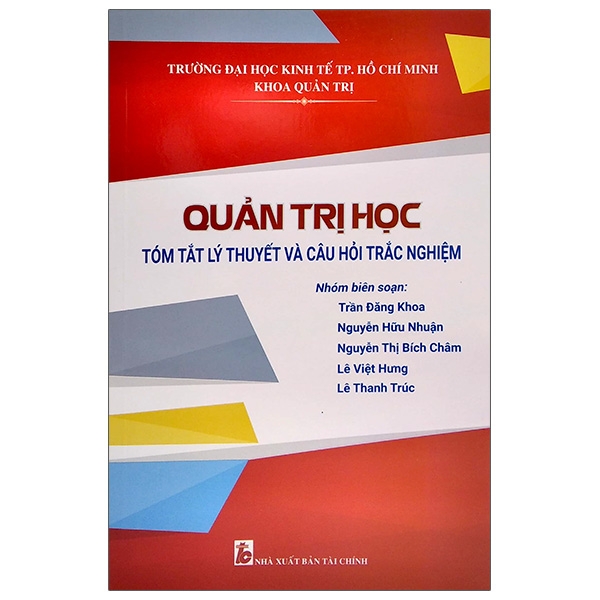 TRƯỜNG ĐẠI HỌC KINH TẾ TP. HỒ CHÍ MINH
KHOA QUẢN TRỊ
QUẢN TRỊ HỌC
TÓM TẮT LÝ THUYẾT VÀ CÂU HỎI TRẮC NGHIỆM
Nhóm biên soạn:
Trần Đăng Khoa
Nguyễn Hữu Nhuận
Nguyễn Thị Bích Châm
Lê Việt Hưng
Lê Thanh Trúc
NHÀ XUẤT BẢN TÀI CHÍNH